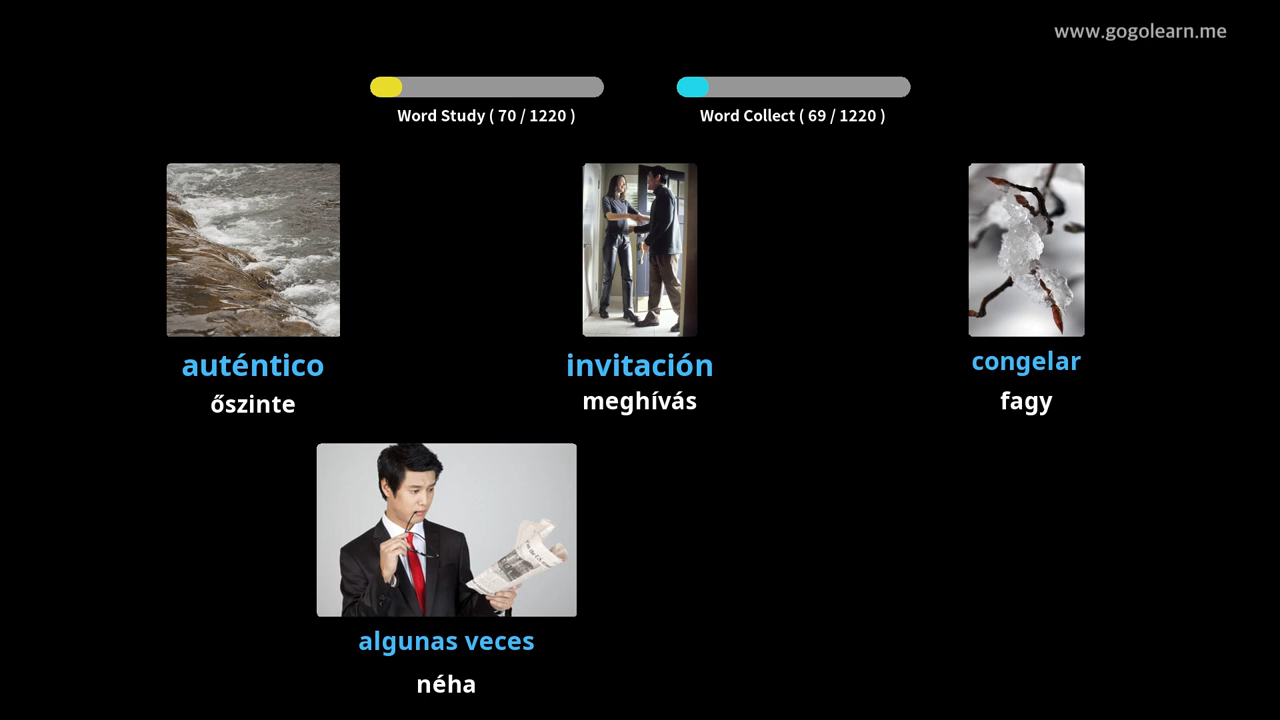 www.gogolearn.me
Word Study ( 70 / 1220 )
Word Collect ( 69 / 1220 )
auténtico
őszinte
invitación
meghívás
congelar
fagy
algunas veces
néha